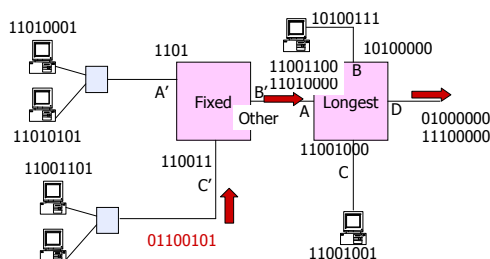 11010001
10100111
1101
10100000
11001100
B
A′
Fixed
B′
11010000
Longest
Other
A
D
11010101
01000000
11100000
110011
11001000
11001101
C′
C
01100101
11001001